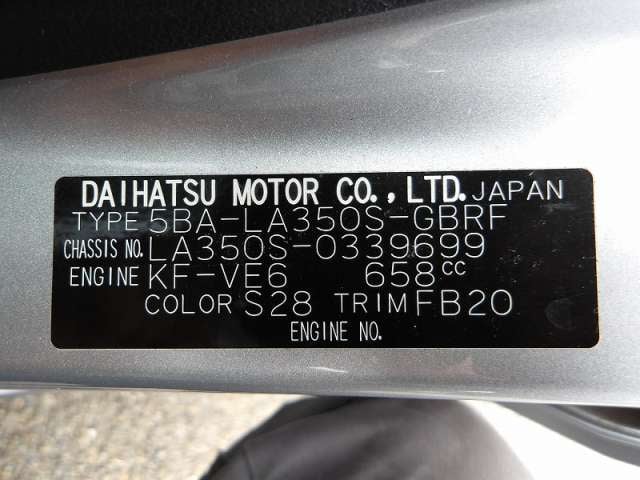 DAIHATSU MOTOR CO., LTD. JAPAN
TYPE 5BA-LA350S-GBRF
CHASSIS NO. LA350S-0339699
ENGINE KF-VE6 658cc
COLOR S28 TRIM FB20
ENGINE NO.